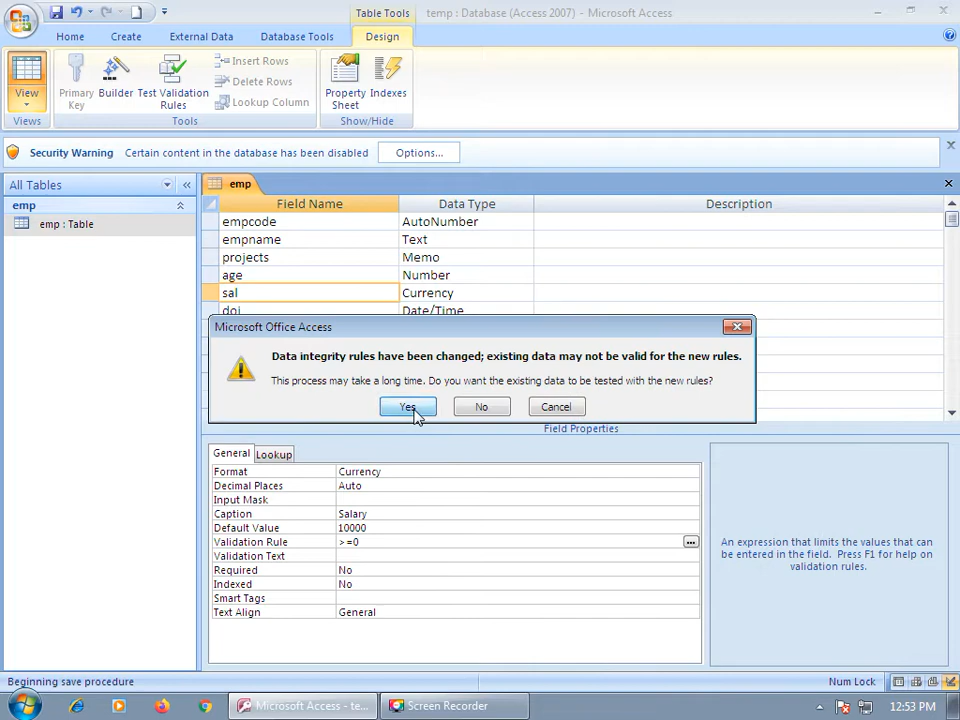 Table Tools
temp : Database (Access 2007) - Microsoft Access
Home
Create
External Data
Database Tools
Design
View
Primary Key
Builder
Test Validation Rules
Insert Rows
Delete Rows
Lookup Column
Property Sheet
Indexes
Views
Tools
Show/Hide
Security Warning
Certain content in the database has been disabled
Options...
All Tables
emp
emp : Table
emp
Field Name
Data Type
Description
empcode
AutoNumber
empname
Text
projects
Memo
age
Number
sal
Currency
doj
Date/Time
Microsoft Office Access
Data integrity rules have been changed; existing data may not be valid for the new rules.
This process may take a long time. Do you want the existing data to be tested with the new rules?
Yes
No
Cancel
Field Properties
General
Lookup
Format
Currency
Decimal Places
Auto
Input Mask
Caption
Salary
Default Value
10000
Validation Rule
>=0
Validation Text
Required
No
Indexed
No
Smart Tags
Text Align
General
An expression that limits the values that can
be entered in the field. Press F1 for help on
validation rules.
Beginning save procedure
Num Lock
Microsoft Access - te...
Screen Recorder
12:53 PM